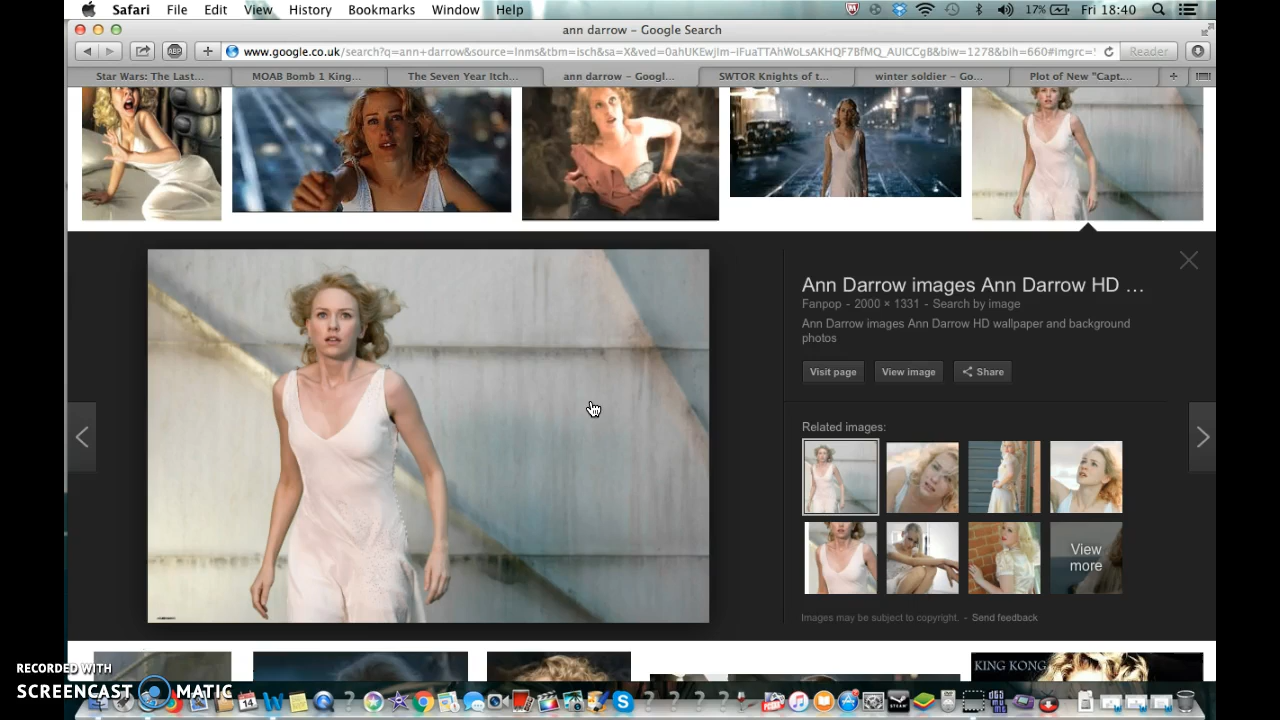 Safari File Edit View History Bookmarks Window Help 17% Fri 18:40
ann darrow – Google Search
ABP www.google.co.uk/search?q=ann+darrow&source=lnms&tbm=isch&sa=X&ved=0ahUKEwjIm-iFuaTTAhWoLsAKHQF7BfMQ_AUICCgB&biw=1278&bih=660#imgrc= Reader
Star Wars: The Last... MOAB Bomb 1 King... The Seven Year Itch... ann darrow – Googl... SWTOR Knights of t... winter soldier – Go... Plot of New "Capt...
Ann Darrow images Ann Darrow HD ...
Fanpop - 2000 × 1331 - Search by image
Ann Darrow images Ann Darrow HD wallpaper and background
photos
Visit page View image Share
Related images:
View
more
Images may be subject to copyright. - Send feedback
KING KONG
RECORDED WITH
SCREENCAST MATIC